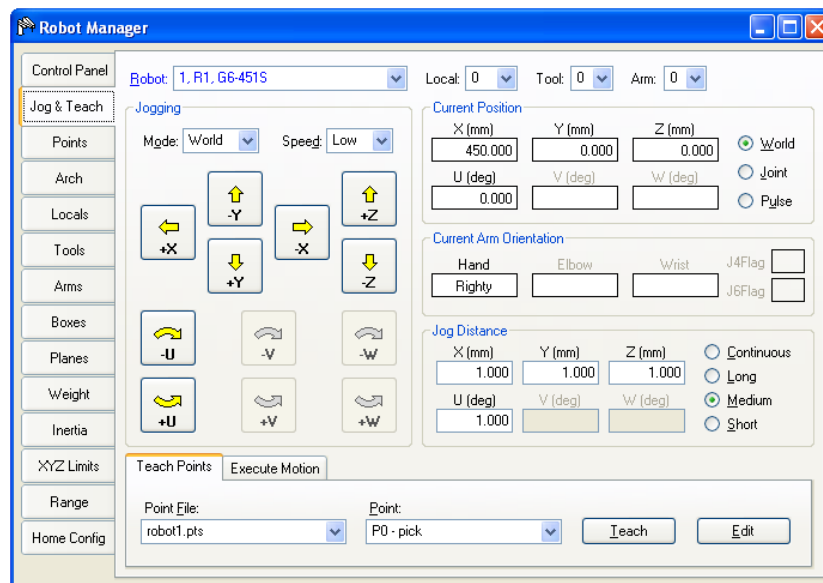 Robot Manager
Control Panel
Jog & Teach
Points
Arch
Locals
Tools
Arms
Boxes
Planes
Weight
Inertia
XYZ Limits
Range
Home Config
Robot: 1, R1, G6-451S Local: 0 Tool: 0 Arm: 0
Jogging
Mode: World Speed: Low
-Y +Z
+X -X
+Y -Z
-U -V -W
+U +V +W
Current Position
X (mm) Y (mm) Z (mm)
450.000 0.000 0.000
U (deg) V (deg) W (deg)
0.000
World
Joint
Pulse
Current Arm Orientation
Hand Elbow Wrist J4Flag
Righty J6Flag
Jog Distance
X (mm) Y (mm) Z (mm)
1.000 1.000 1.000
U (deg) V (deg) W (deg)
1.000
Continuous
Long
Medium
Short
Teach Points Execute Motion
Point File: Point:
robot1.pts P0 - pick Teach Edit